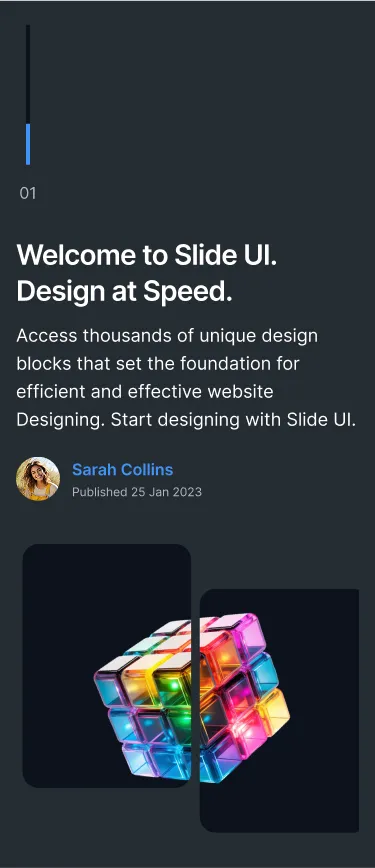 01
Welcome to Slide UI.
Design at Speed.
Access thousands of unique design
blocks that set the foundation for
efficient and effective website
Designing. Start designing with Slide UI.
Sarah Collins
Published 25 Jan 2023